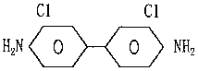 Cl Cl
H₂N O O NH₂